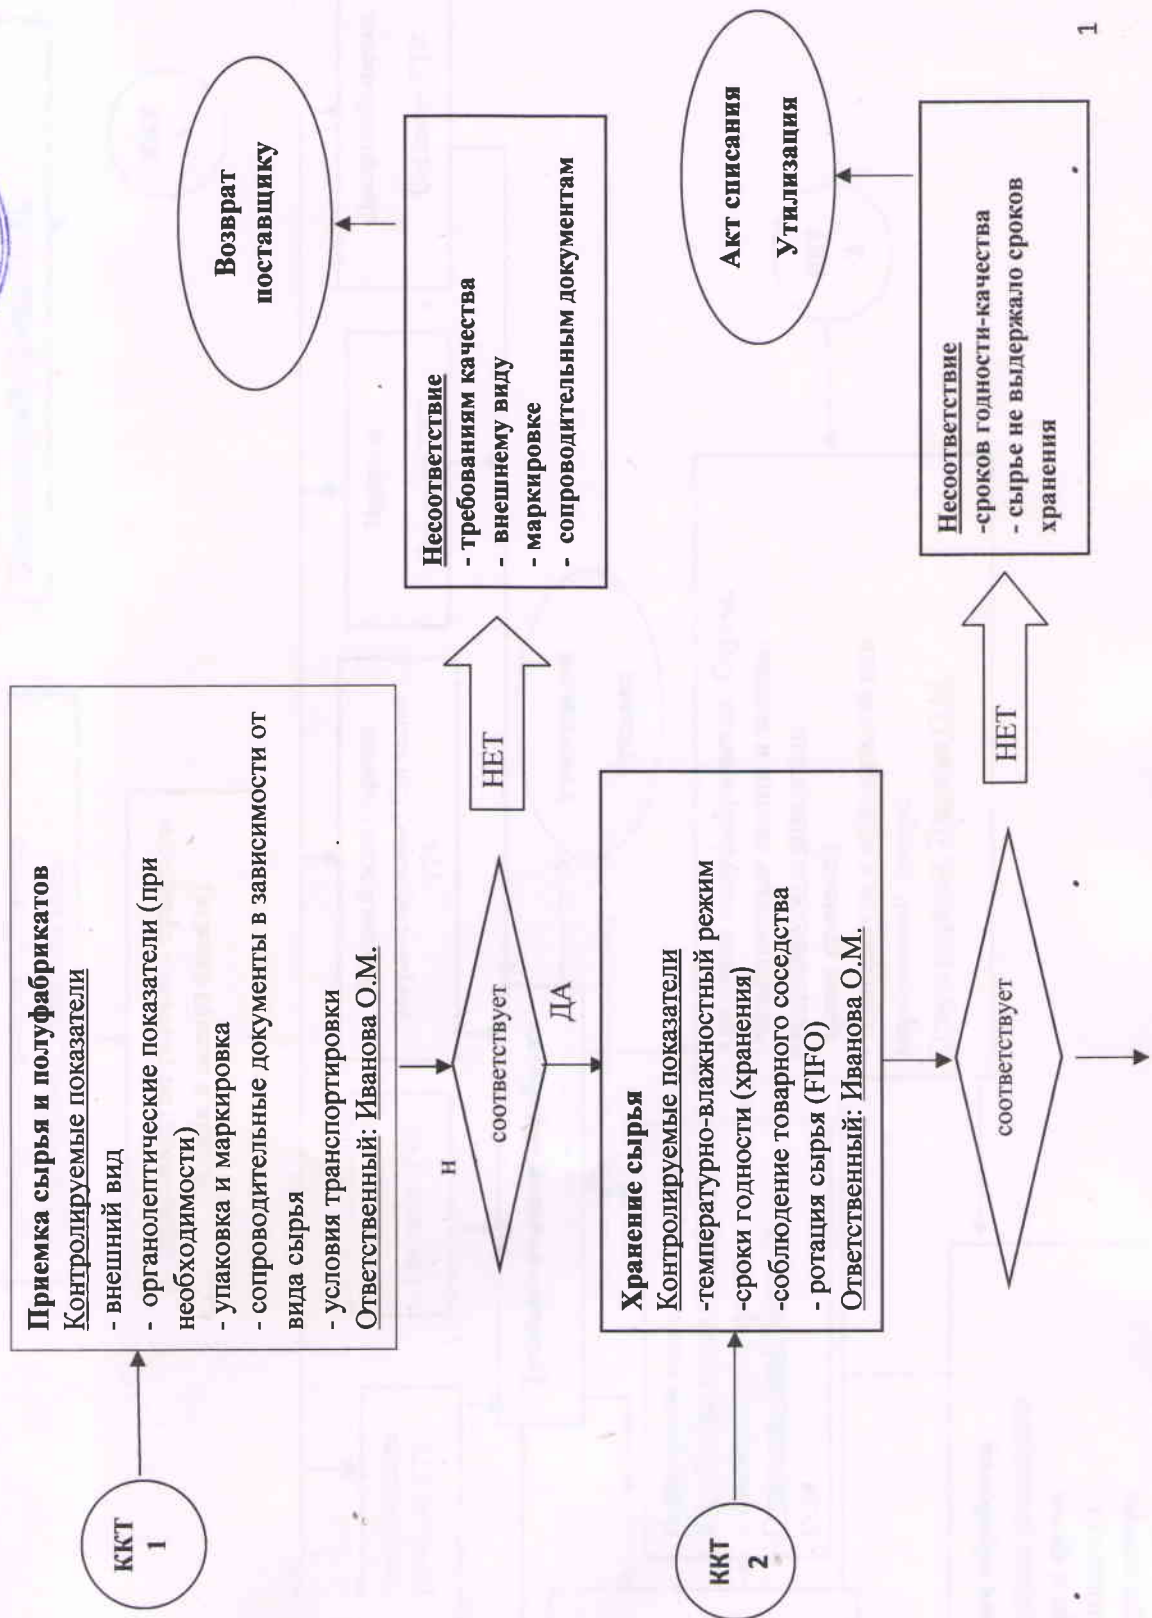 ККТ
1
Приемка сырья и полуфабрикатов
Контролируемые показатели
- внешний вид
- органолептические показатели (при
необходимости)
- упаковка и маркировка
- сопроводительные документы в зависимости от
вида сырья
- условия транспортировки
Ответственный: Иванова О.М.
н
соответствует
НЕТ
ДА
Несоответствие
- требованиям качества
- внешнему виду
- маркировке
- сопроводительным документам
Возврат
поставщику
ККТ
2
Хранение сырья
Контролируемые показатели
-температурно-влажностный режим
-сроки годности (хранения)
-соблюдение товарного соседства
- ротация сырья (FIFO)
Ответственный: Иванова О.М.
соответствует
НЕТ
Несоответствие
-сроков годности-качества
- сырье не выдержало сроков
хранения
Акт списания
Утилизация
1